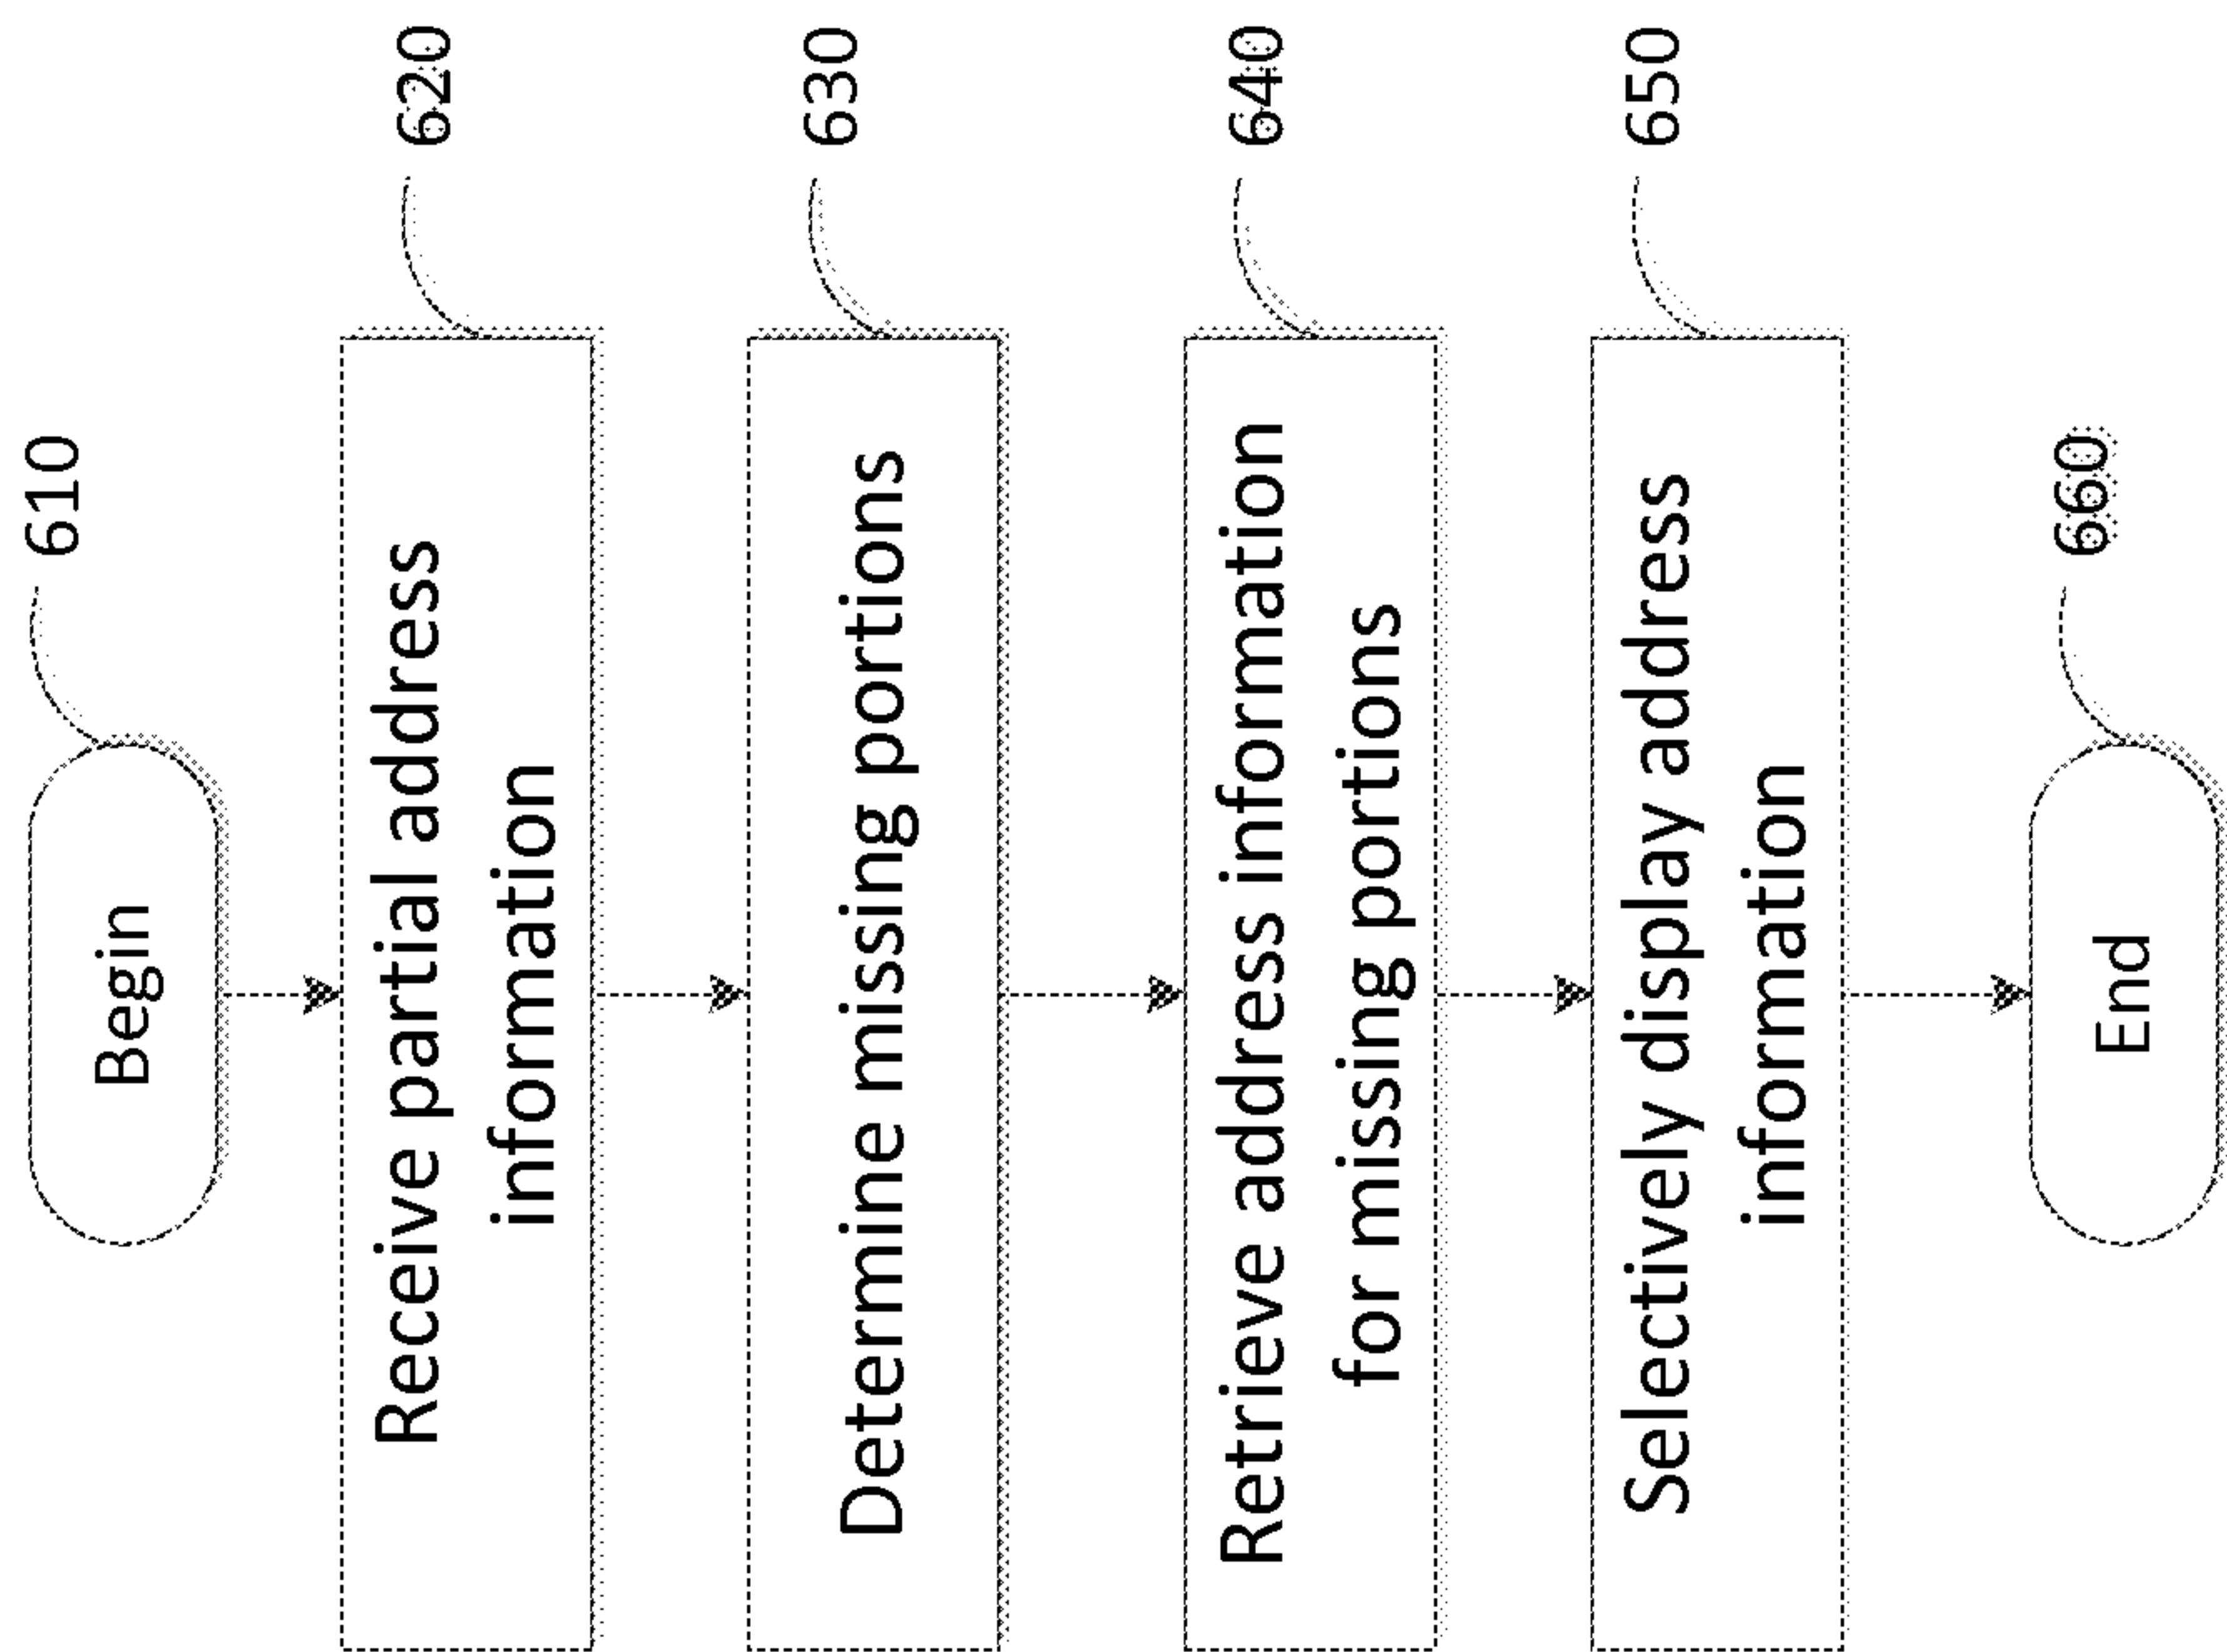 610
Begin
620
Receive partial address
information
630
Determine missing portions
640
Retrieve address information
for missing portions
650
Selectively display address
information
660
End